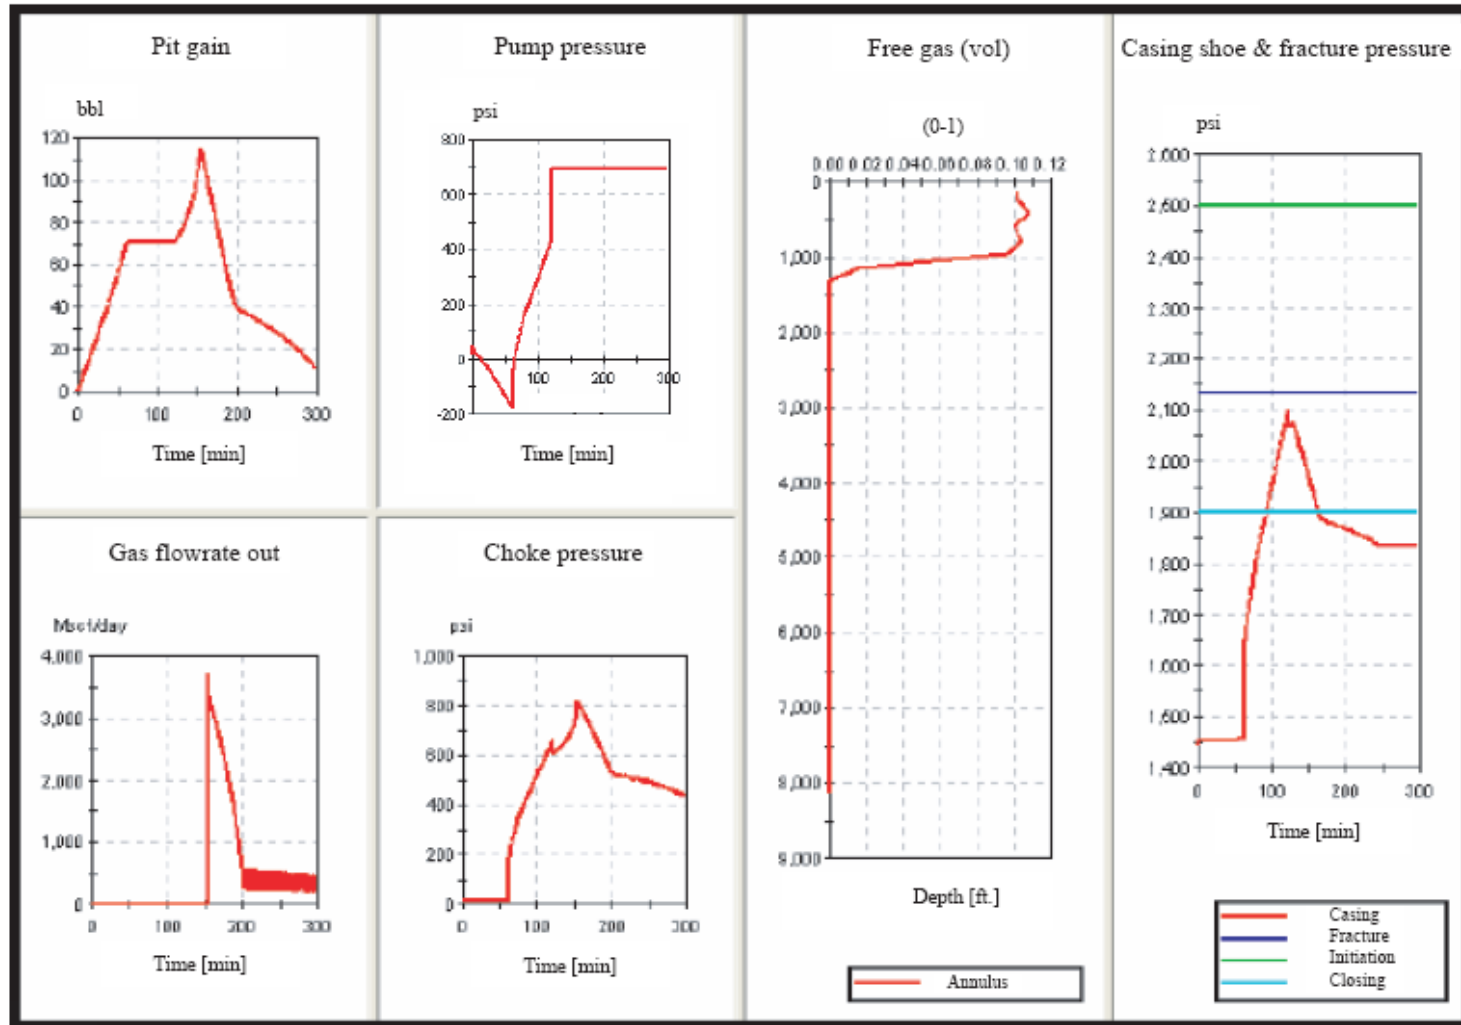 Pit gain
bbl
120
100
80
60
40
20
0
0 100 200 300
Time [min]
Pump pressure
psi
800
600
400
200
0
-200
100 200 300
Time [min]
Gas flowrate out
Mscf/day
4,000
3,000
2,000
1,000
0
0 100 200 300
Time [min]
Choke pressure
psi
1,000
800
600
400
200
0
0 100 200 300
Time [min]
Free gas (vol)
(0-1)
0.00 0.02 0.04 0.06 0.08 0.10 0.12
0
1,000
2,000
3,000
4,000
5,000
6,000
7,000
8,000
9,000
Depth [ft.]
Annulus
Casing shoe & fracture pressure
psi
2,500
2,400
2,300
2,200
2,100
2,000
1,900
1,800
1,700
1,600
1,500
1,400
0 100 200 300
Time [min]
Casing
Fracture
Initiation
Closing